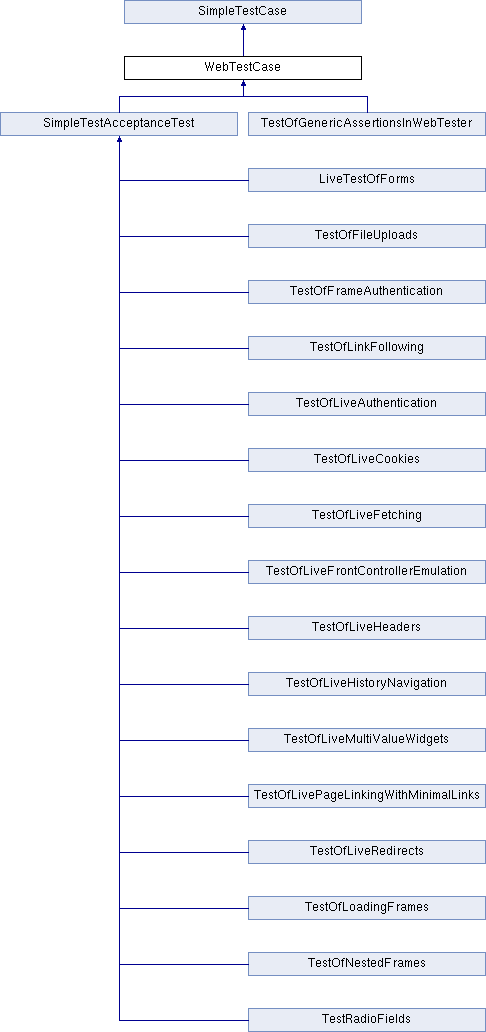 SimpleTestCase
WebTestCase
SimpleTestAcceptanceTest
TestOfGenericAssertionsInWebTester
LiveTestOfForms
TestOfFileUploads
TestOfFrameAuthentication
TestOfLinkFollowing
TestOfLiveAuthentication
TestOfLiveCookies
TestOfLiveFetching
TestOfLiveFrontControllerEmulation
TestOfLiveHeaders
TestOfLiveHistoryNavigation
TestOfLiveMultiValueWidgets
TestOfLivePageLinkingWithMinimalLinks
TestOfLiveRedirects
TestOfLoadingFrames
TestOfNestedFrames
TestRadioFields